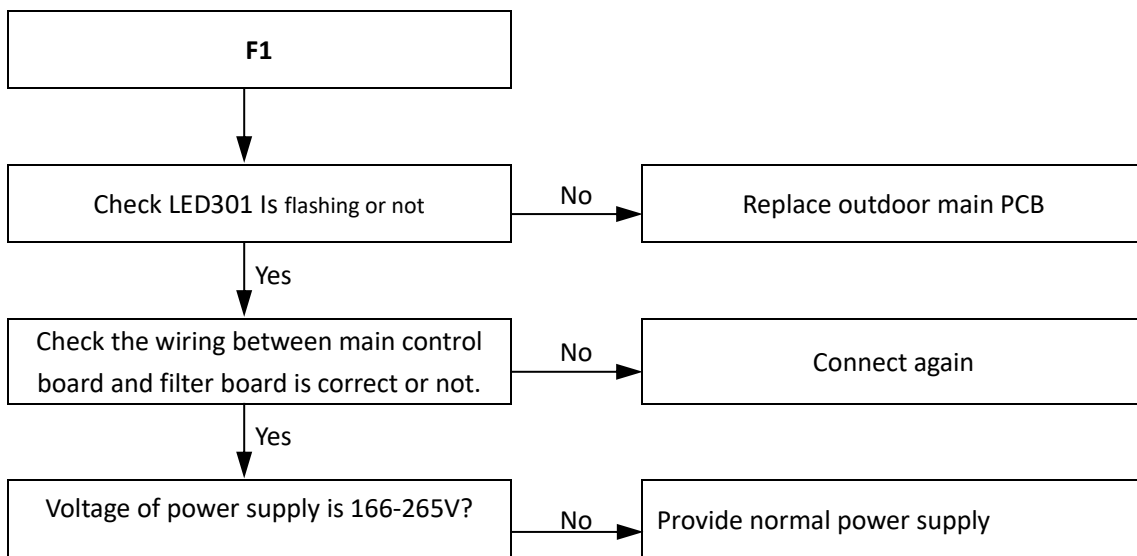 F1
Check LED301 Is flashing or not
No
Replace outdoor main PCB
Yes
Check the wiring between main control
board and filter board is correct or not.
No
Connect again
Yes
Voltage of power supply is 166-265V?
No
Provide normal power supply